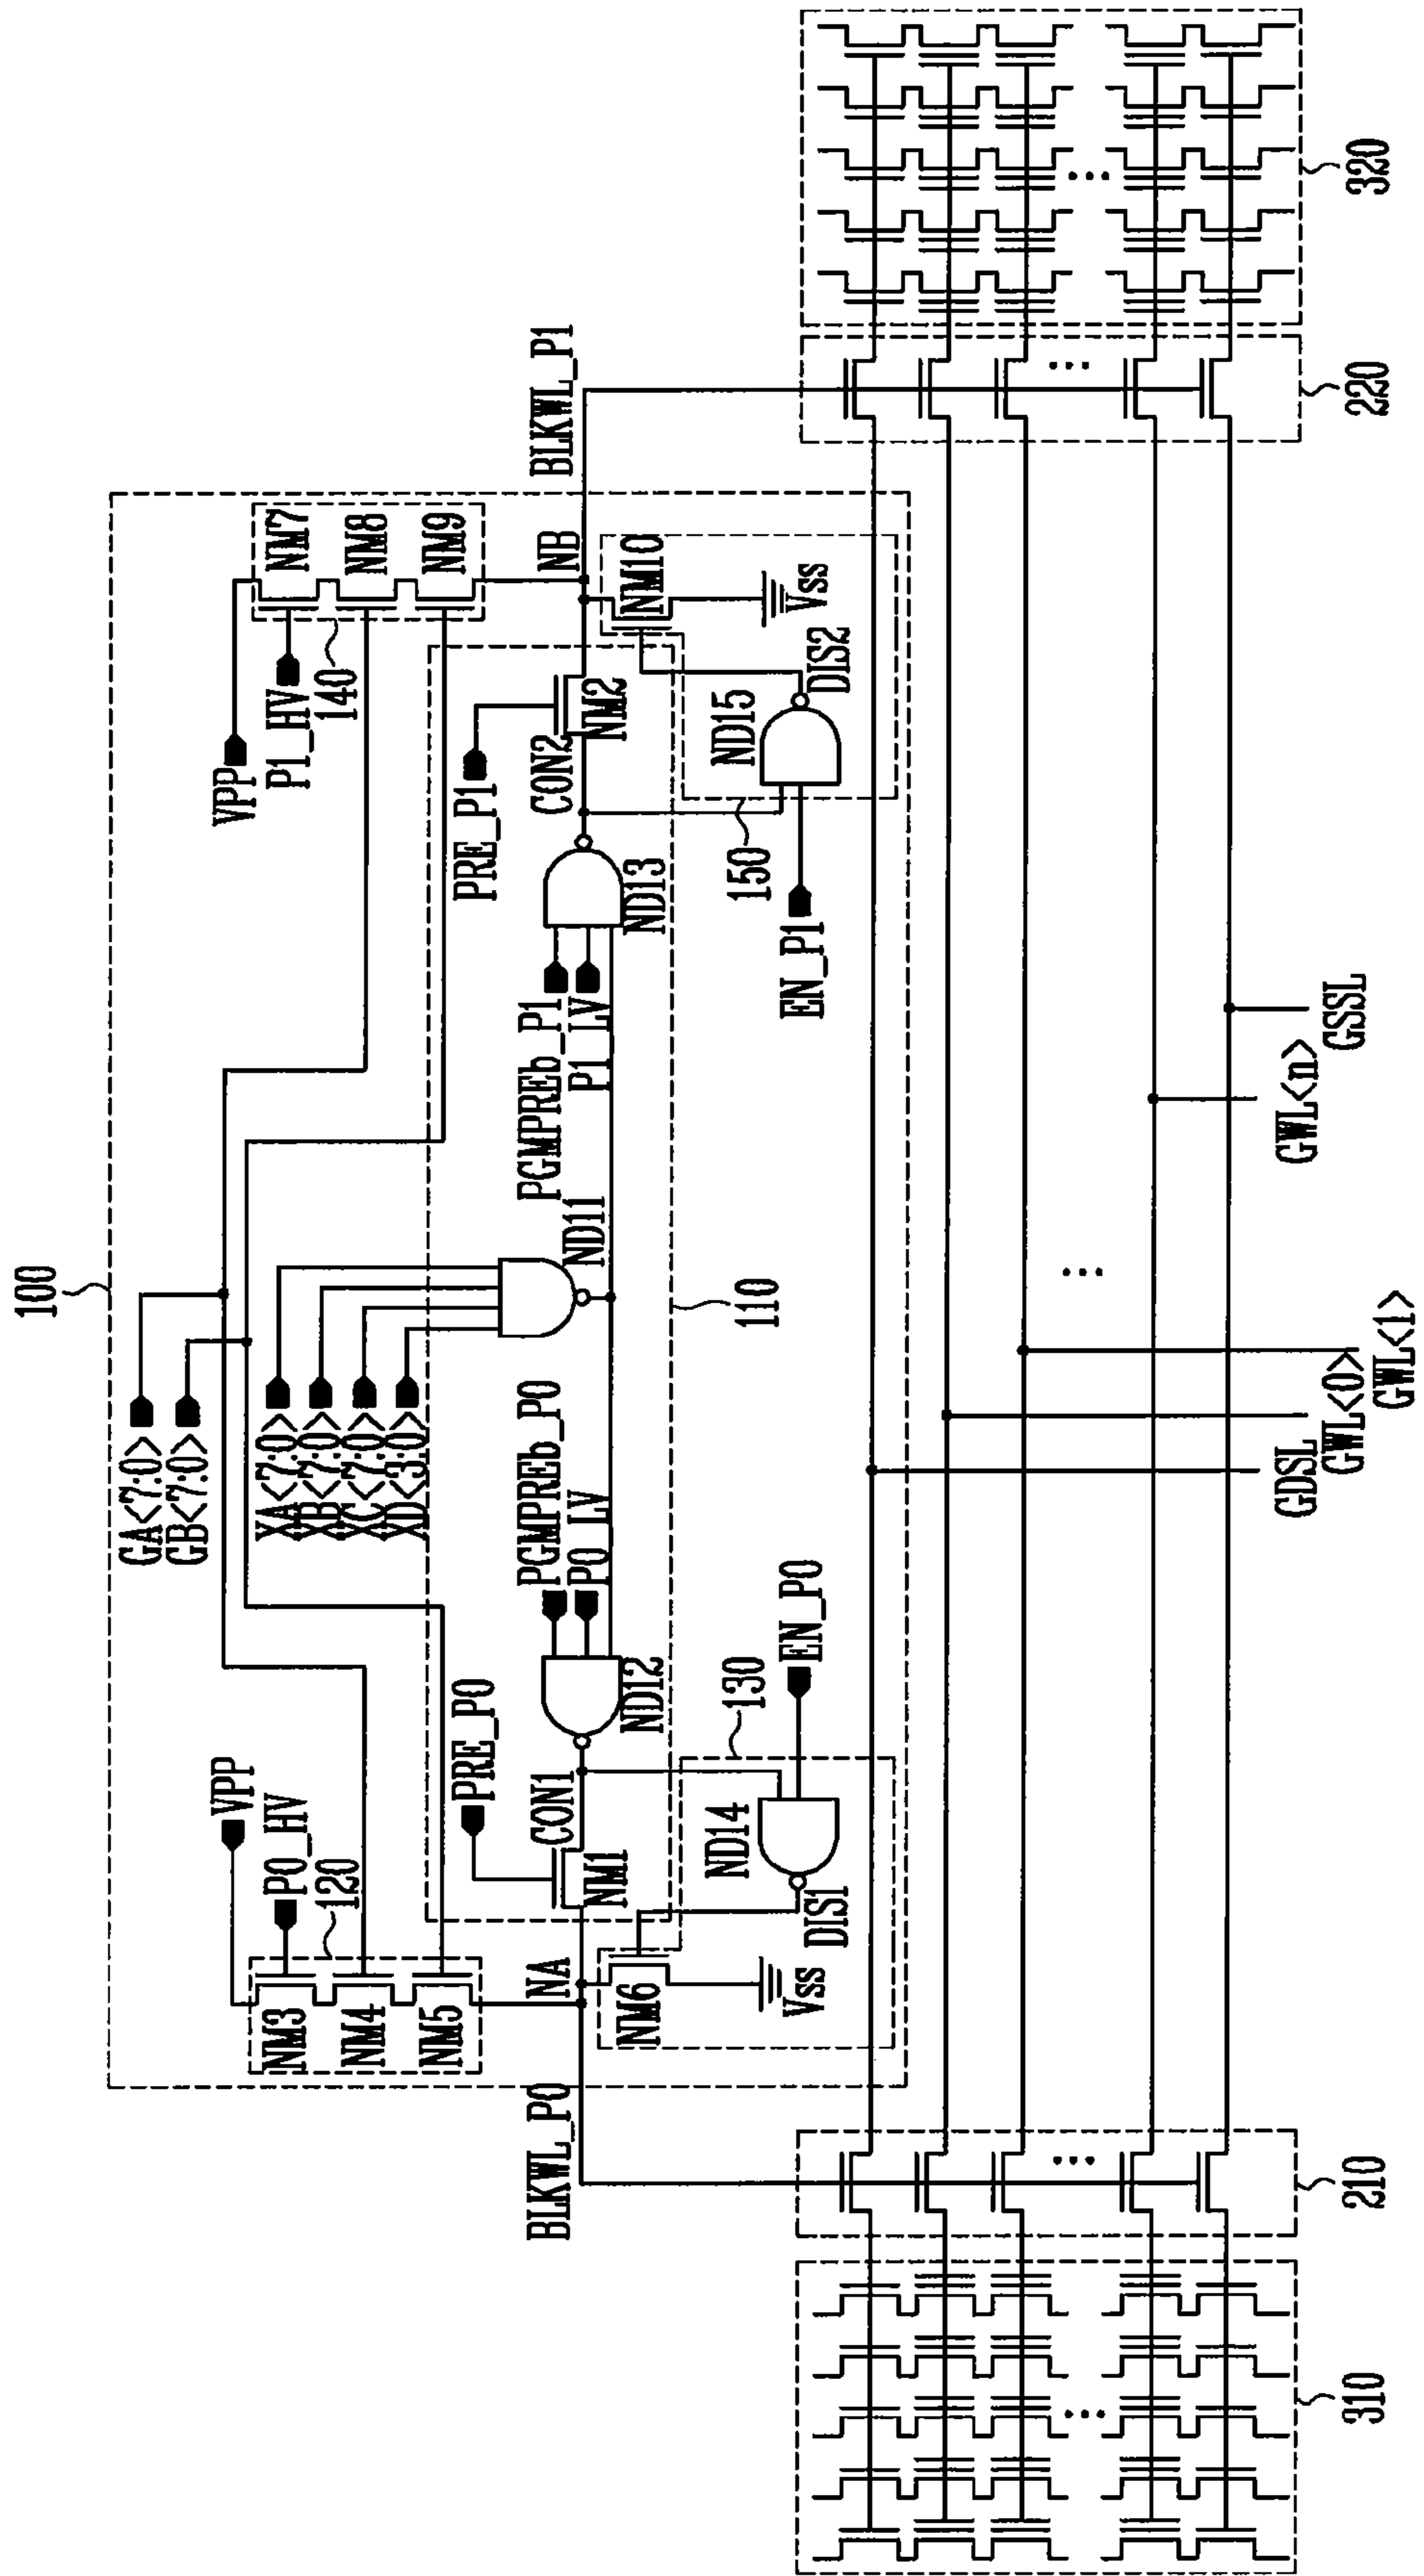 100
GA<7:0>
GB<7:0>
VPP
VPP
P0_HV
120
NM3
NM4
NM5
XA<7:0>
XB<7:0>
XC<7:0>
XD<3:0>
P1_HV
140
NM7
NM8
NM9
PRE_P0
PGMPREb_P0
P0_LV
ND11
PGMPREb_P1
P1_LV
PRE_P1
BLKWL_P0
NA
CON1
NM1
ND12
110
ND13
CON2
NM2
NB
BLKWL_P1
NM6
Vss
DIS1
ND14
130
EN_P0
EN_P1
150
ND15
DIS2
NM10
Vss
310
210
GDSL
GWL<0>
GWL<1>
GWL<n>
GSSL
220
320